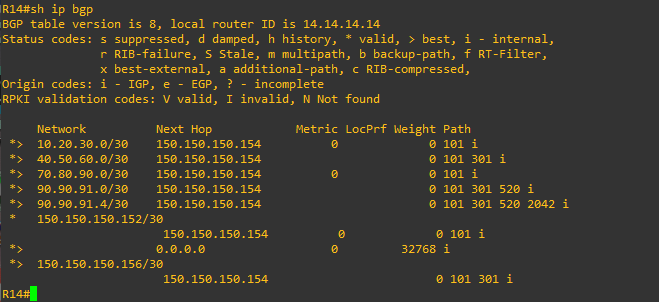 R14#sh ip bgp
BGP table version is 8, local router ID is 14.14.14.14
Status codes: s suppressed, d damped, h history, * valid, > best, i - internal,
              r RIB-failure, S Stale, m multipath, b backup-path, f RT-Filter,
              x best-external, a additional-path, c RIB-compressed,
Origin codes: i - IGP, e - EGP, ? - incomplete
RPKI validation codes: V valid, I invalid, N Not found

     Network          Next Hop            Metric LocPrf Weight Path
 *>  10.20.30.0/30    150.150.150.154          0             0 101 i
 *>  40.50.60.0/30    150.150.150.154                        0 101 301 i
 *>  70.80.90.0/30    150.150.150.154          0             0 101 i
 *>  90.90.91.0/30    150.150.150.154                        0 101 301 520 i
 *>  90.90.91.4/30    150.150.150.154                        0 101 301 520 2042 i
 *   150.150.150.152/30
                       150.150.150.154          0             0 101 i
 *>                   0.0.0.0                  0         32768 i
 *>  150.150.150.156/30
                       150.150.150.154                        0 101 301 i
R14#